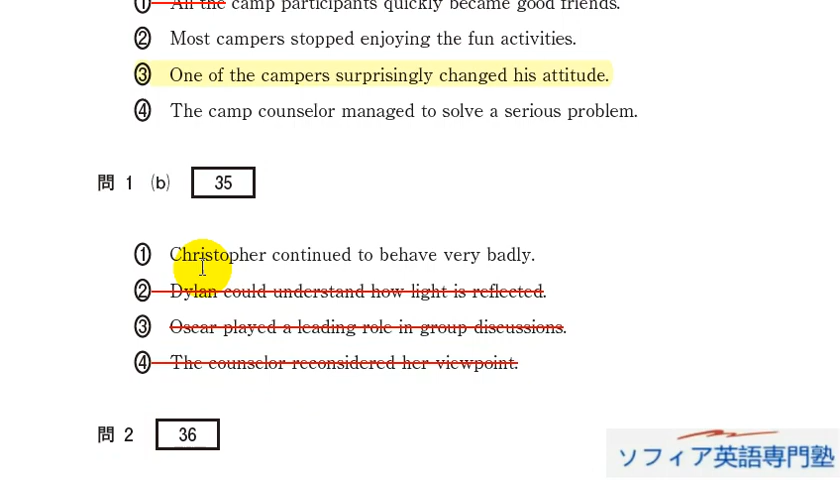 ① All the camp participants quickly became good friends.
② Most campers stopped enjoying the fun activities.
③ One of the campers surprisingly changed his attitude.
④ The camp counselor managed to solve a serious problem.
問 1 (b) 35
① Christopher continued to behave very badly.
② Dylan could understand how light is reflected.
③ Oscar played a leading role in group discussions.
④ The counselor reconsidered her viewpoint.
問 2 36
ソフィア英語専門塾